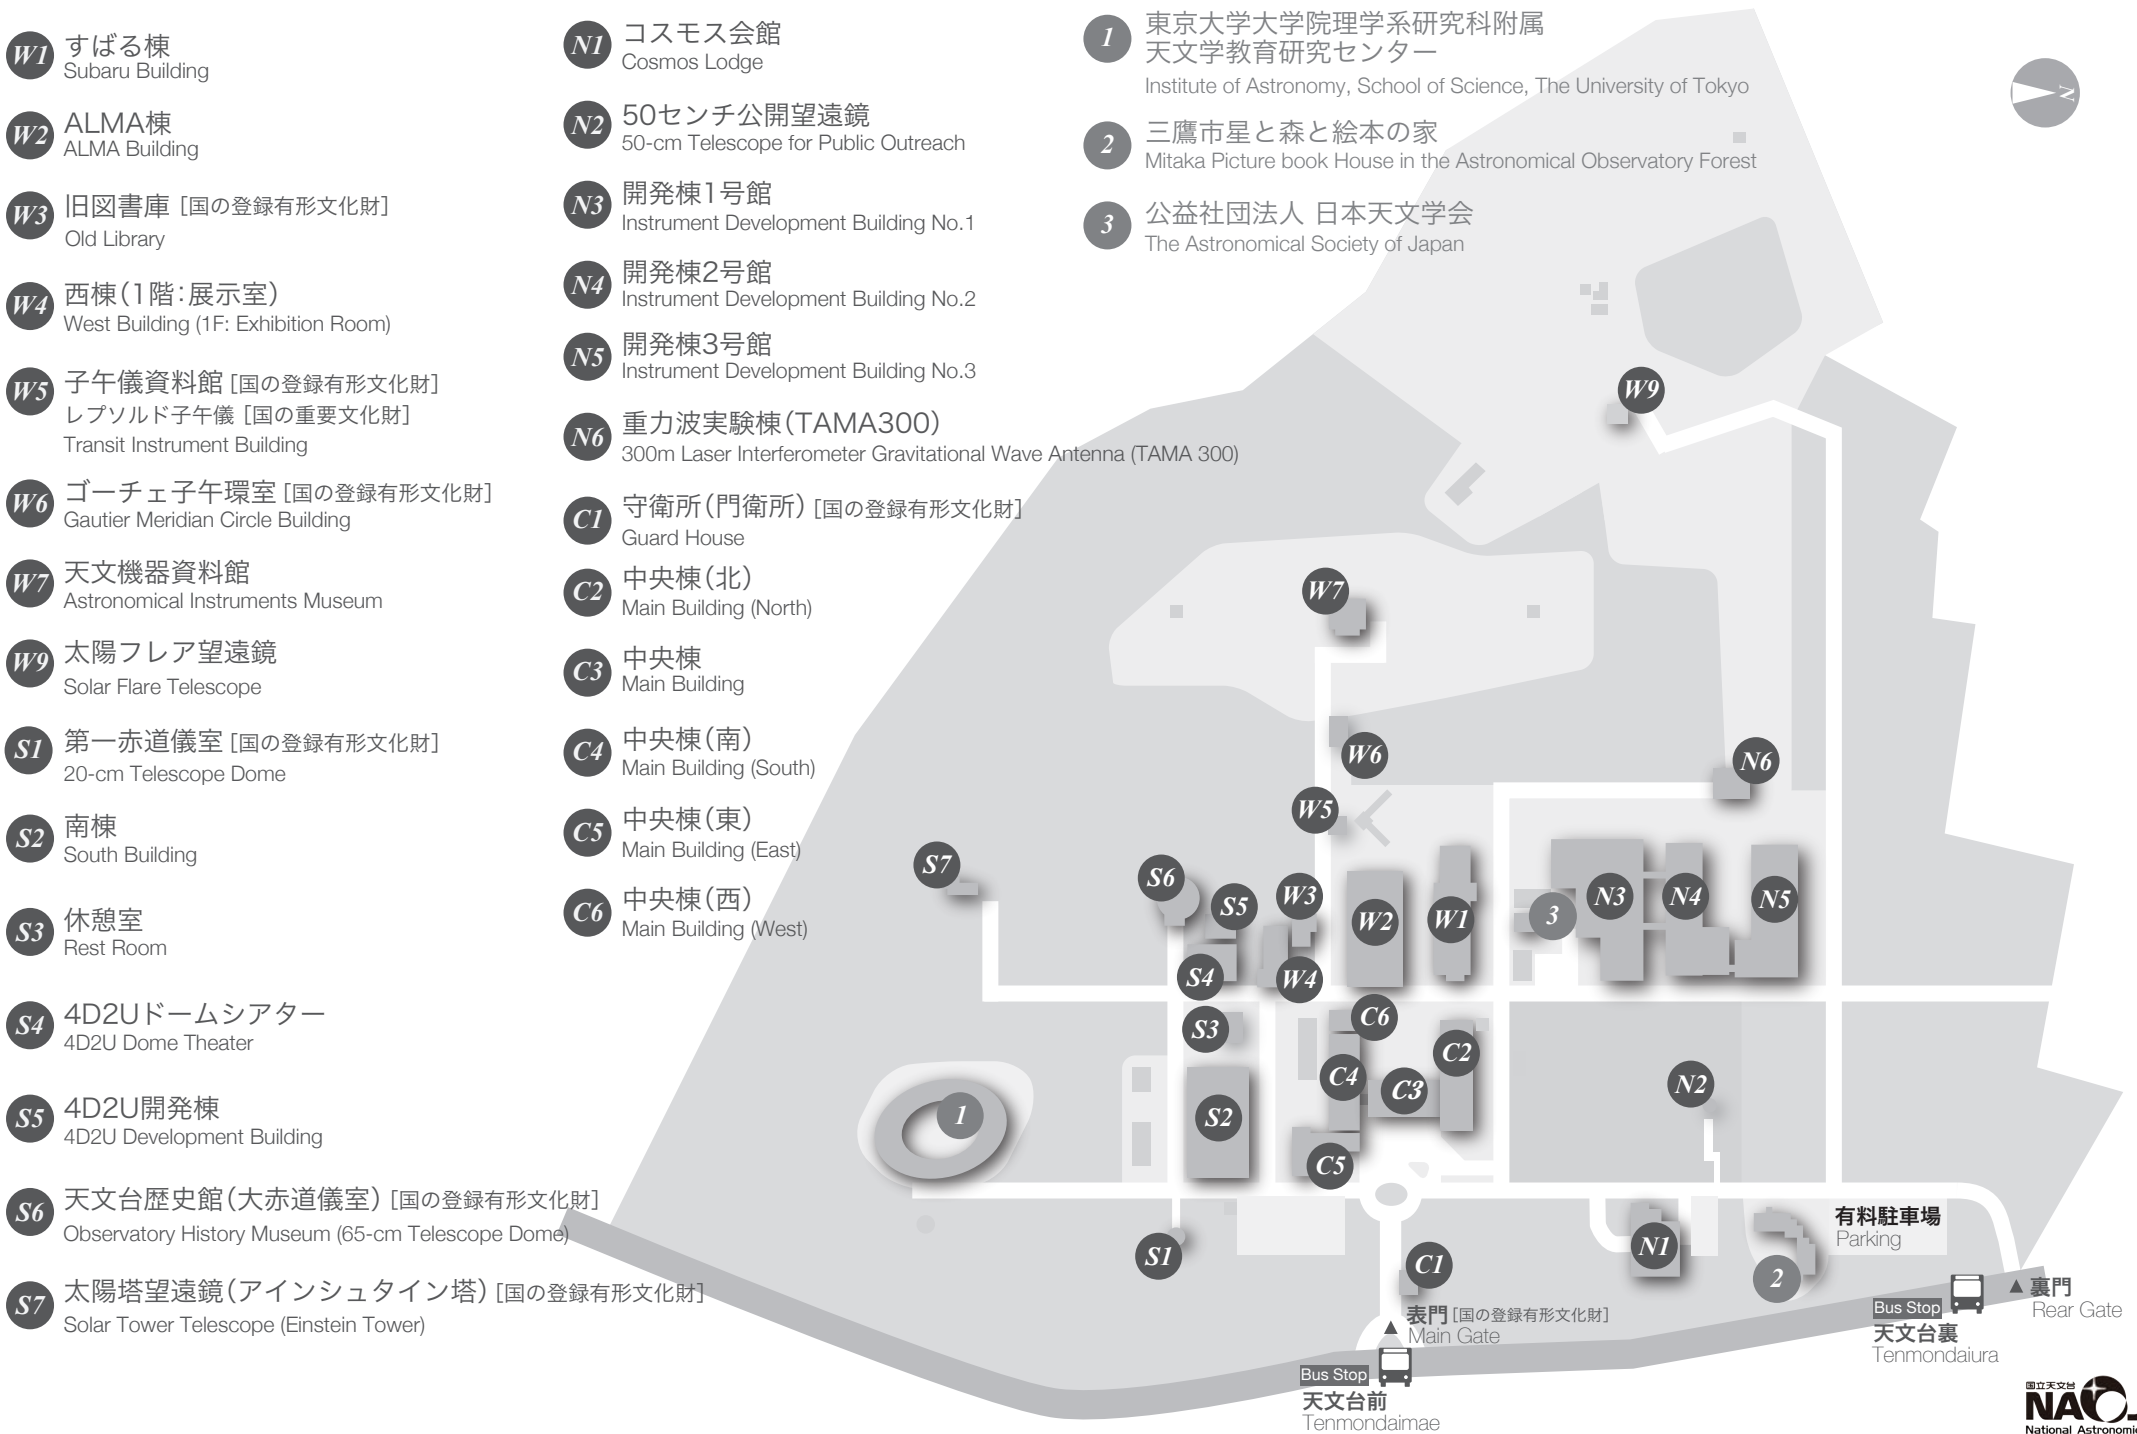 W1 すばる棟
Subaru Building
W2 ALMA棟
ALMA Building
W3 旧図書庫 [国の登録有形文化財]
Old Library
W4 西棟(1階:展示室)
West Building (1F: Exhibition Room)
W5 子午儀資料館 [国の登録有形文化財]
レプソルド子午儀 [国の重要文化財]
Transit Instrument Building
W6 ゴーチェ子午環室 [国の登録有形文化財]
Gautier Meridian Circle Building
W7 天文機器資料館
Astronomical Instruments Museum
W9 太陽フレア望遠鏡
Solar Flare Telescope
S1 第一赤道儀室 [国の登録有形文化財]
20-cm Telescope Dome
S2 南棟
South Building
S3 休憩室
Rest Room
S4 4D2Uドームシアター
4D2U Dome Theater
S5 4D2U開発棟
4D2U Development Building
S6 天文台歴史館(大赤道儀室) [国の登録有形文化財]
Observatory History Museum (65-cm Telescope Dome)
S7 太陽塔望遠鏡(アインシュタイン塔) [国の登録有形文化財]
Solar Tower Telescope (Einstein Tower)
N1 コスモス会館
Cosmos Lodge
N2 50センチ公開望遠鏡
50-cm Telescope for Public Outreach
N3 開発棟1号館
Instrument Development Building No.1
N4 開発棟2号館
Instrument Development Building No.2
N5 開発棟3号館
Instrument Development Building No.3
N6 重力波実験棟(TAMA300)
300m Laser Interferometer Gravitational Wave Antenna (TAMA 300)
C1 守衛所(門衛所) [国の登録有形文化財]
Guard House
C2 中央棟(北)
Main Building (North)
C3 中央棟
Main Building
C4 中央棟(南)
Main Building (South)
C5 中央棟(東)
Main Building (East)
C6 中央棟(西)
Main Building (West)
1 東京大学大学院理学系研究科附属
天文学教育研究センター
Institute of Astronomy, School of Science, The University of Tokyo
2 三鷹市星と森と絵本の家
Mitaka Picture book House in the Astronomical Observatory Forest
3 公益社団法人 日本天文学会
The Astronomical Society of Japan
N
W9
W7
W6
N6
W5
S7
S6
S5
W3
W2
W1
3
N3
N4
N5
S4
W4
S3
C6
C2
C4
C3
N2
1
S2
C5
S1
C1
N1
2
有料駐車場
Parking
表門 [国の登録有形文化財]
Main Gate
Bus Stop
天文台前
Tenmondaimae
Bus Stop
天文台裏
Tenmondaiura
裏門
Rear Gate
国立天文台
NAOJ
National Astronomic